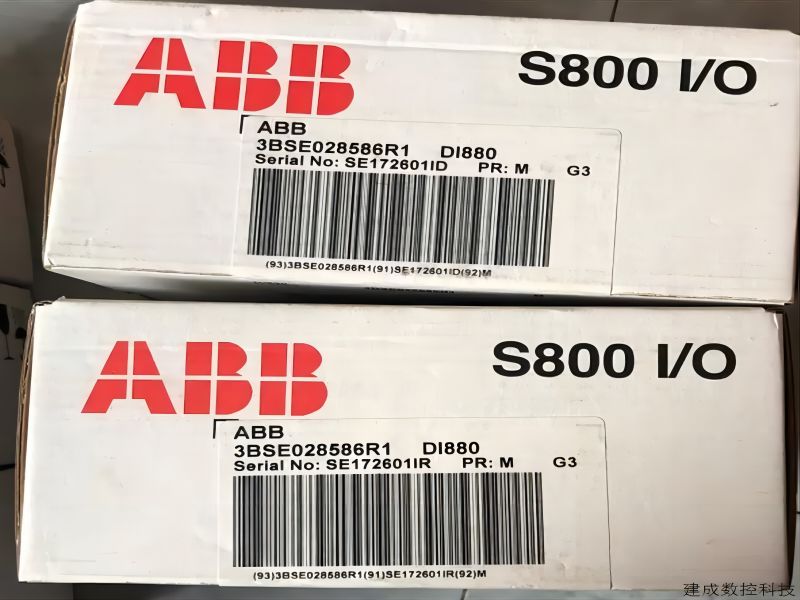 ABB
S800 I/O
ABB
3BSE028586R1 DI880
Serial No: SE172601ID PR: M G3
(93)3BSE028586R1(91)SE172601ID(92)M
ABB
S800 I/O
ABB
3BSE028586R1 DI880
Serial No: SE172601IR PR: M G3
(93)3BSE028586R1(91)SE172601IR(92)M
建成数控科技